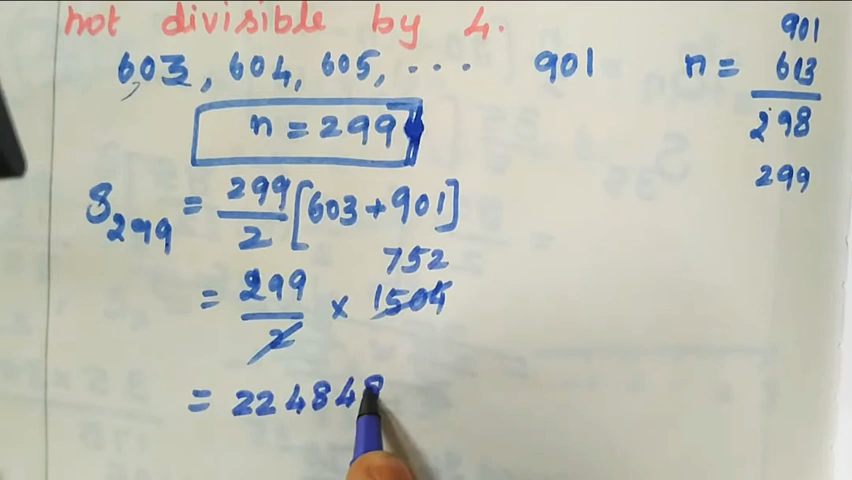 not divisible by 4.
603, 604, 605, ... 901
n = 299
S299 = 299/2 [603 + 901]
752
= 299/2 × 1504
= 224848
901
n = 603
298
299